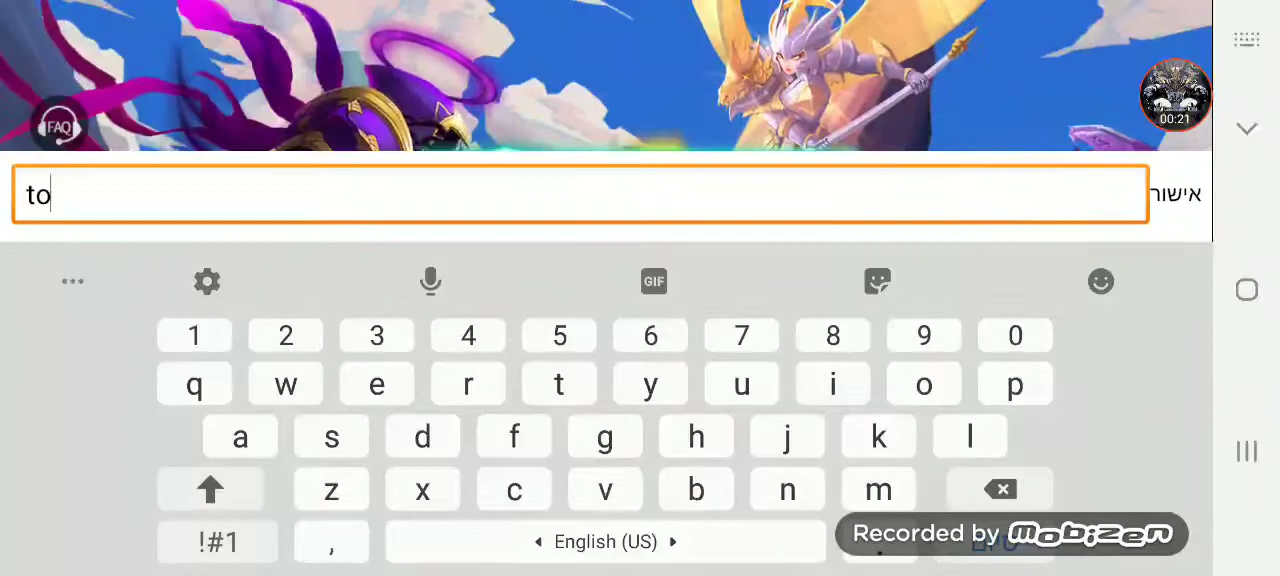 FAQ
00:21
to
אישור
GIF
1 2 3 4 5 6 7 8 9 0
q w e r t y u i o p
a s d f g h j k l
z x c v b n m
!#1 , English (US) .
Recorded by mobizen